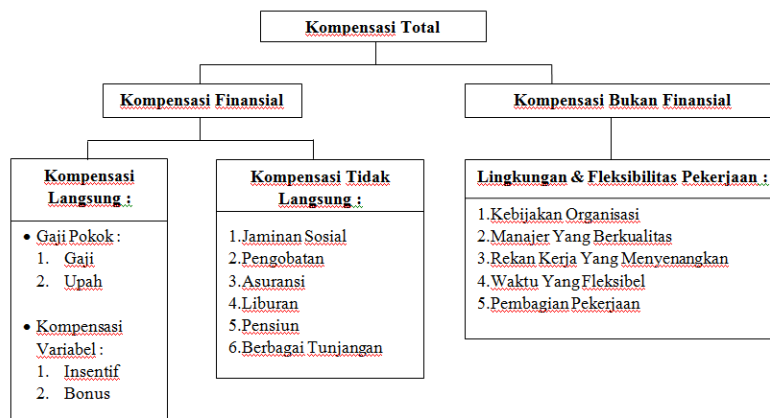 Kompensasi Total
Kompensasi Finansial
Kompensasi Bukan Finansial
Kompensasi
Langsung :
• Gaji Pokok :
1. Gaji
2. Upah
• Kompensasi
Variabel :
1. Insentif
2. Bonus
Kompensasi Tidak
Langsung :
1.Jaminan Sosial
2.Pengobatan
3.Asuransi
4.Liburan
5.Pensiun
6.Berbagai Tunjangan
Lingkungan & Fleksibilitas Pekerjaan :
1.Kebijakan Organisasi
2.Manajer Yang Berkualitas
3.Rekan Kerja Yang Menyenangkan
4.Waktu Yang Fleksibel
5.Pembagian Pekerjaan